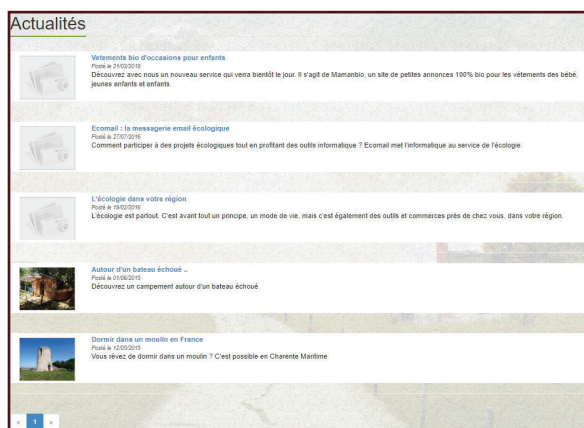 Actualités
Vetements bio d'occasions pour enfants
Posté le 21/03/2018
Découvrez avec nous un nouveau service qui verra bientôt le jour. Il s'agit de Mamanbio, un site de petites annonces 100% bio pour les vêtements des bébé,
jeunes enfants et enfants.
Ecomail : la messagerie email écologique
Posté le 27/07/2016
Comment participer à des projets écologiques tout en profitant des outils informatique ? Ecomail met l'informatique au service de l'écologie.
L'écologie dans votre région
Posté le 19/02/2016
L'écologie est partout. C'est avant tout un principe, un mode de vie, mais c'est également des outils et commerces près de chez vous, dans votre région.
Autour d'un bateau échoué ..
Posté le 01/06/2015
Découvrez un campement autour d'un bateau échoué.
Dormir dans un moulin en France
Posté le 12/05/2015
Vous rêvez de dormir dans un moulin ? C'est possible en Charente Maritime
« 1 »